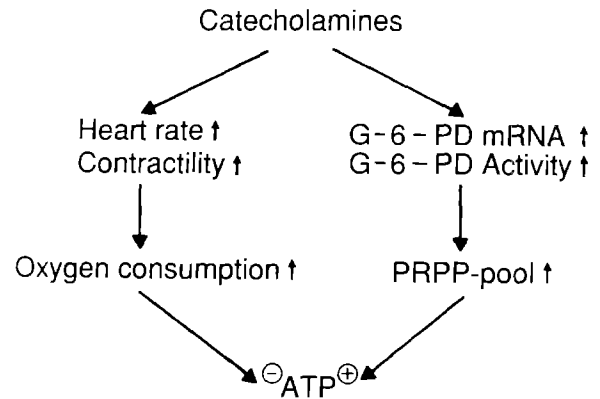 Catecholamines
Heart rate ↑
Contractility ↑
G-6-PD mRNA ↑
G-6-PD Activity ↑
Oxygen consumption ↑
PRPP-pool ↑
⊖ATP⊕